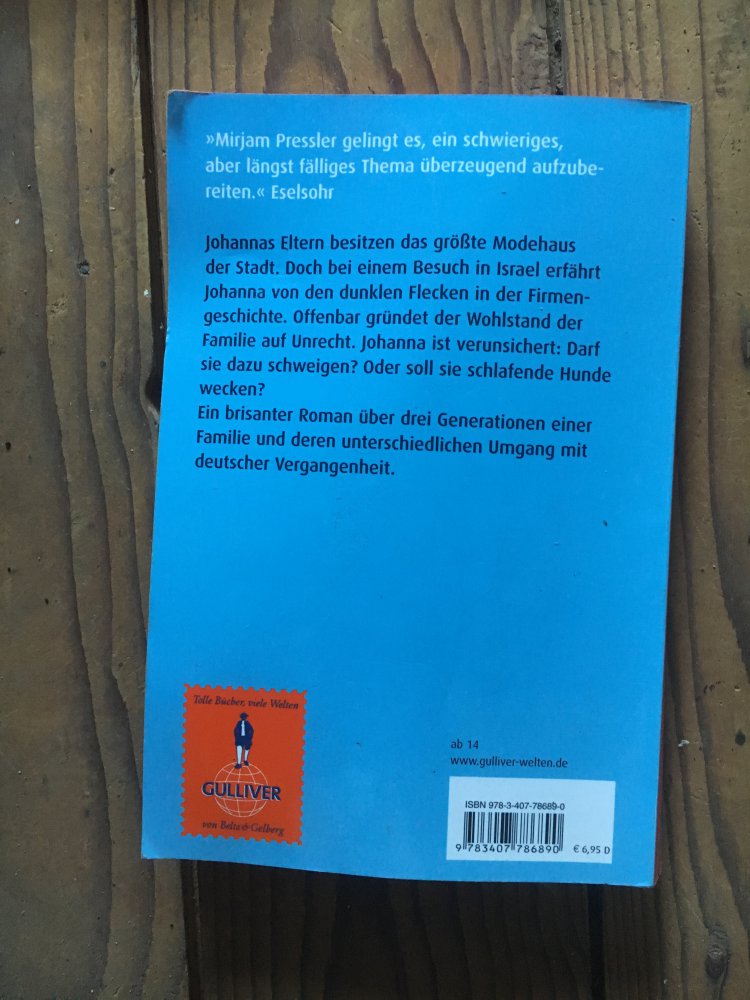 »Mirjam Pressler gelingt es, ein schwieriges,
aber längst fälliges Thema überzeugend aufzube-
reiten.« Eselsohr
Johannas Eltern besitzen das größte Modehaus
der Stadt. Doch bei einem Besuch in Israel erfährt
Johanna von den dunklen Flecken in der Firmen-
geschichte. Offenbar gründet der Wohlstand der
Familie auf Unrecht. Johanna ist verunsichert: Darf
sie dazu schweigen? Oder soll sie schlafende Hunde
wecken?
Ein brisanter Roman über drei Generationen einer
Familie und deren unterschiedlichen Umgang mit
deutscher Vergangenheit.
Tolle Bücher, viele Welten
GULLIVER
von Beltz & Gelberg
ab 14
www.gulliver-welten.de
ISBN 978-3-407-78689-0
9 783407 786890
€ 6,95 D